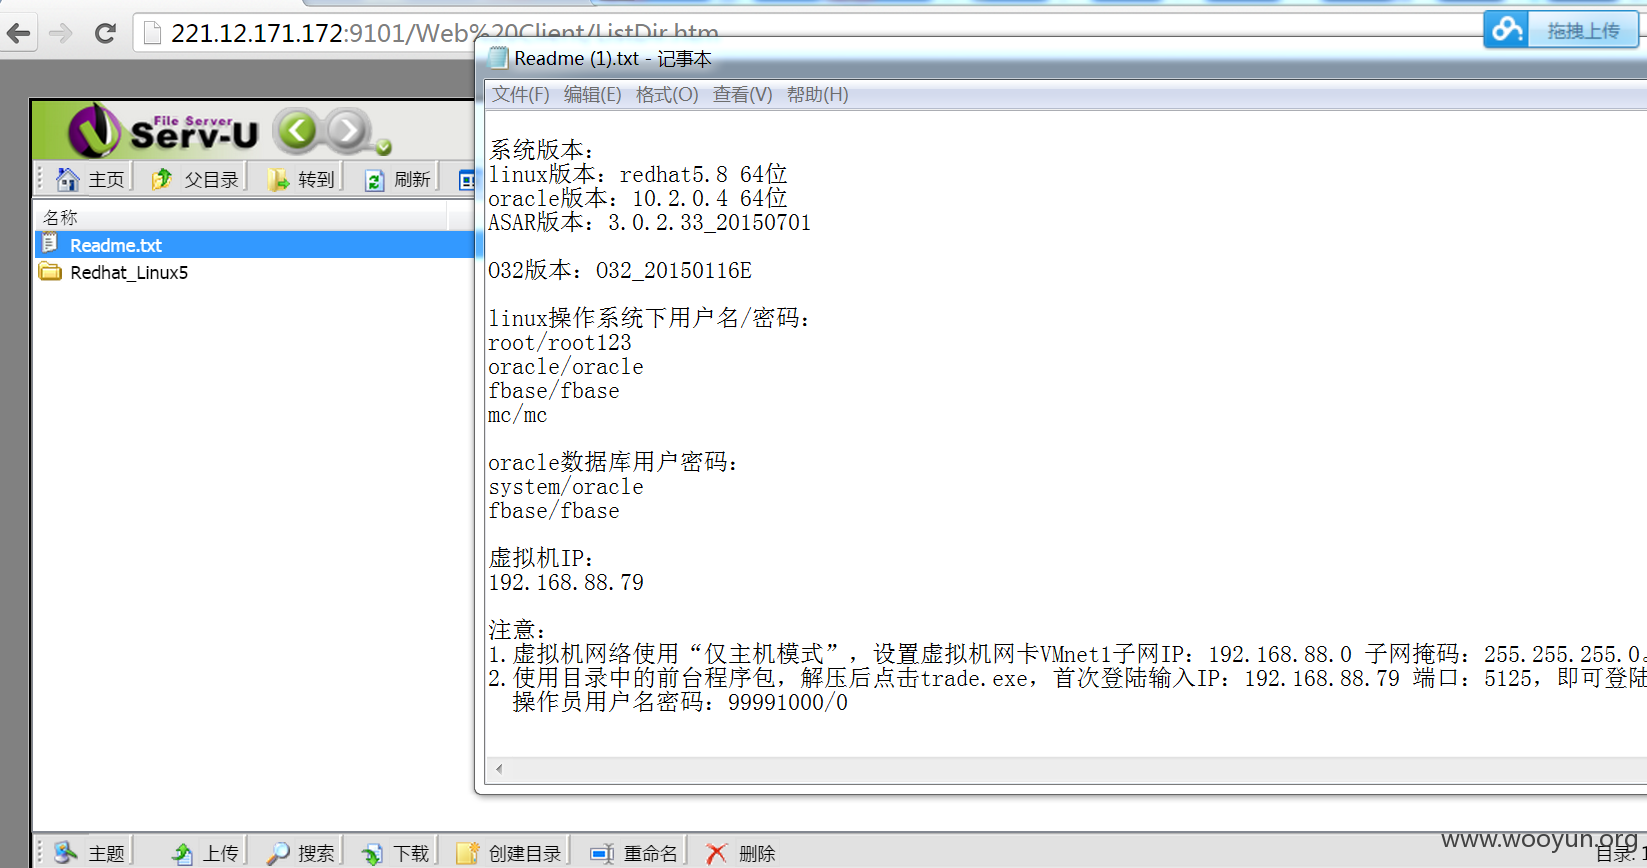 221.12.171.172:9101/Web%20Client/ListDir.htm
拖拽上传
Readme (1).txt - 记事本
文件(F) 编辑(E) 格式(O) 查看(V) 帮助(H)
File Server
Serv-U
主页 父目录 转到 刷新
名称
Readme.txt
Redhat_Linux5
系统版本：
linux版本：redhat5.8 64位
oracle版本：10.2.0.4 64位
ASAR版本：3.0.2.33_20150701
O32版本：O32_20150116E
linux操作系统下用户名/密码：
root/root123
oracle/oracle
fbase/fbase
mc/mc
oracle数据库用户密码：
system/oracle
fbase/fbase
虚拟机IP：
192.168.88.79
注意：
1.虚拟机网络使用“仅主机模式”，设置虚拟机网卡VMnet1子网IP：192.168.88.0 子网掩码：255.255.255.0。
2.使用目录中的前台程序包，解压后点击trade.exe，首次登陆输入IP：192.168.88.79 端口：5125，即可登陆
操作员用户名密码：99991000/0
主题 上传 搜索 下载 创建目录 重命名 删除
www.wooyun.org
目录: 1